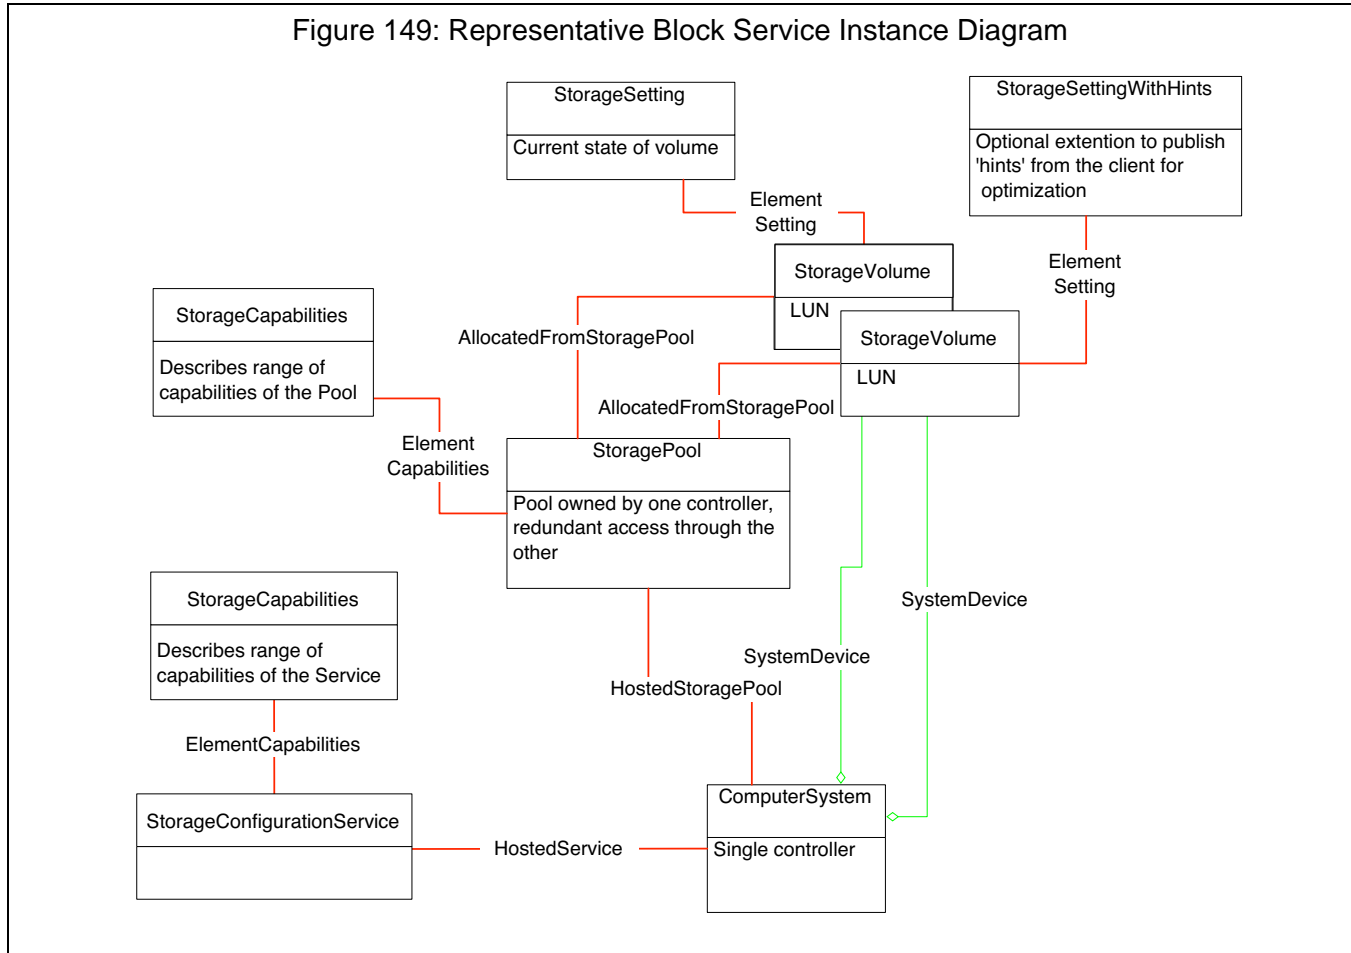 Figure 149: Representative Block Service Instance Diagram
StorageSetting
Current state of volume
StorageSettingWithHints
Optional extention to publish
'hints' from the client for
optimization
Element
Setting
Element
Setting
StorageVolume
LUN
StorageVolume
LUN
StorageCapabilities
Describes range of
capabilities of the Pool
AllocatedFromStoragePool
AllocatedFromStoragePool
Element
Capabilities
StoragePool
Pool owned by one controller,
redundant access through the
other
StorageCapabilities
Describes range of
capabilities of the Service
SystemDevice
SystemDevice
HostedStoragePool
ElementCapabilities
StorageConfigurationService
HostedService
ComputerSystem
Single controller